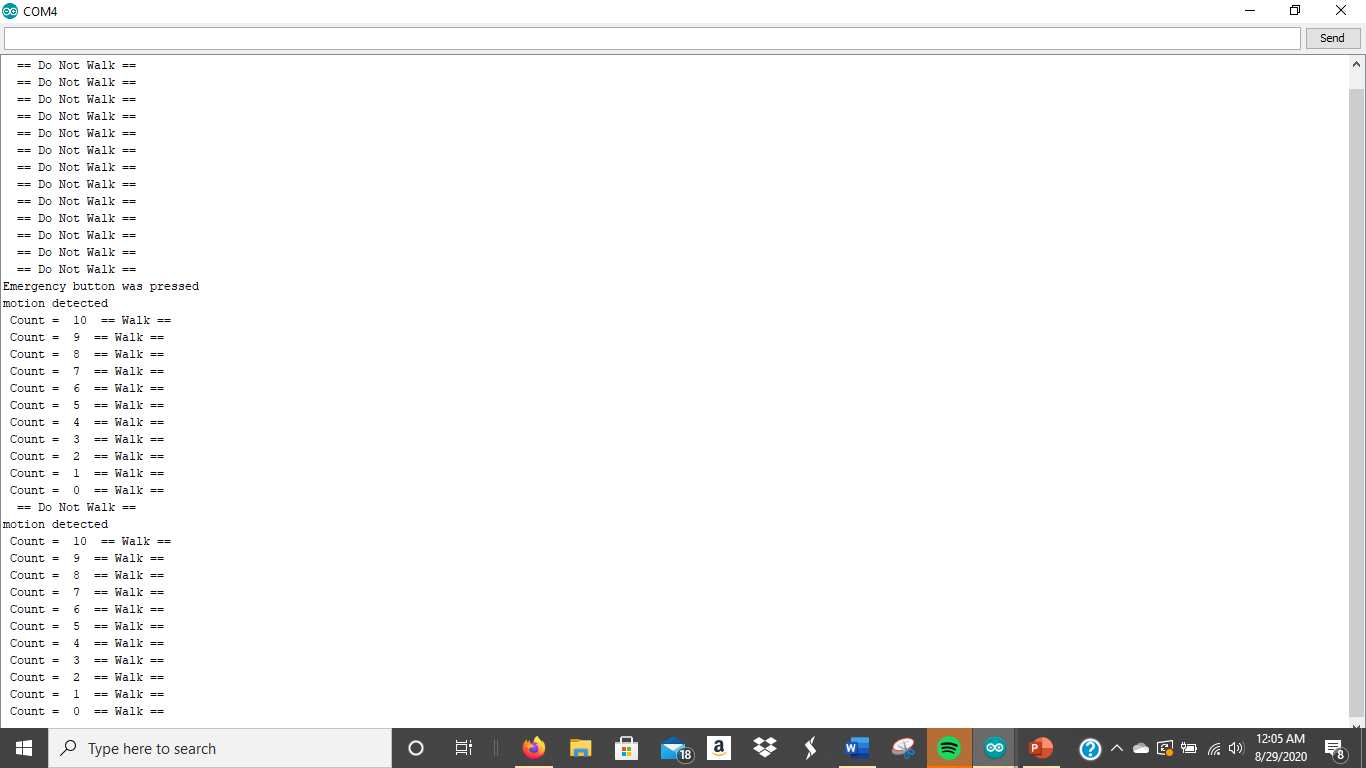 COM4
Send
== Do Not Walk ==
== Do Not Walk ==
== Do Not Walk ==
== Do Not Walk ==
== Do Not Walk ==
== Do Not Walk ==
== Do Not Walk ==
== Do Not Walk ==
== Do Not Walk ==
== Do Not Walk ==
== Do Not Walk ==
== Do Not Walk ==
== Do Not Walk ==
Emergency button was pressed
motion detected
Count = 10 == Walk ==
Count = 9 == Walk ==
Count = 8 == Walk ==
Count = 7 == Walk ==
Count = 6 == Walk ==
Count = 5 == Walk ==
Count = 4 == Walk ==
Count = 3 == Walk ==
Count = 2 == Walk ==
Count = 1 == Walk ==
Count = 0 == Walk ==
== Do Not Walk ==
motion detected
Count = 10 == Walk ==
Count = 9 == Walk ==
Count = 8 == Walk ==
Count = 7 == Walk ==
Count = 6 == Walk ==
Count = 5 == Walk ==
Count = 4 == Walk ==
Count = 3 == Walk ==
Count = 2 == Walk ==
Count = 1 == Walk ==
Count = 0 == Walk ==
Type here to search
18
a
W
P
?
12:05 AM
8/29/2020
8